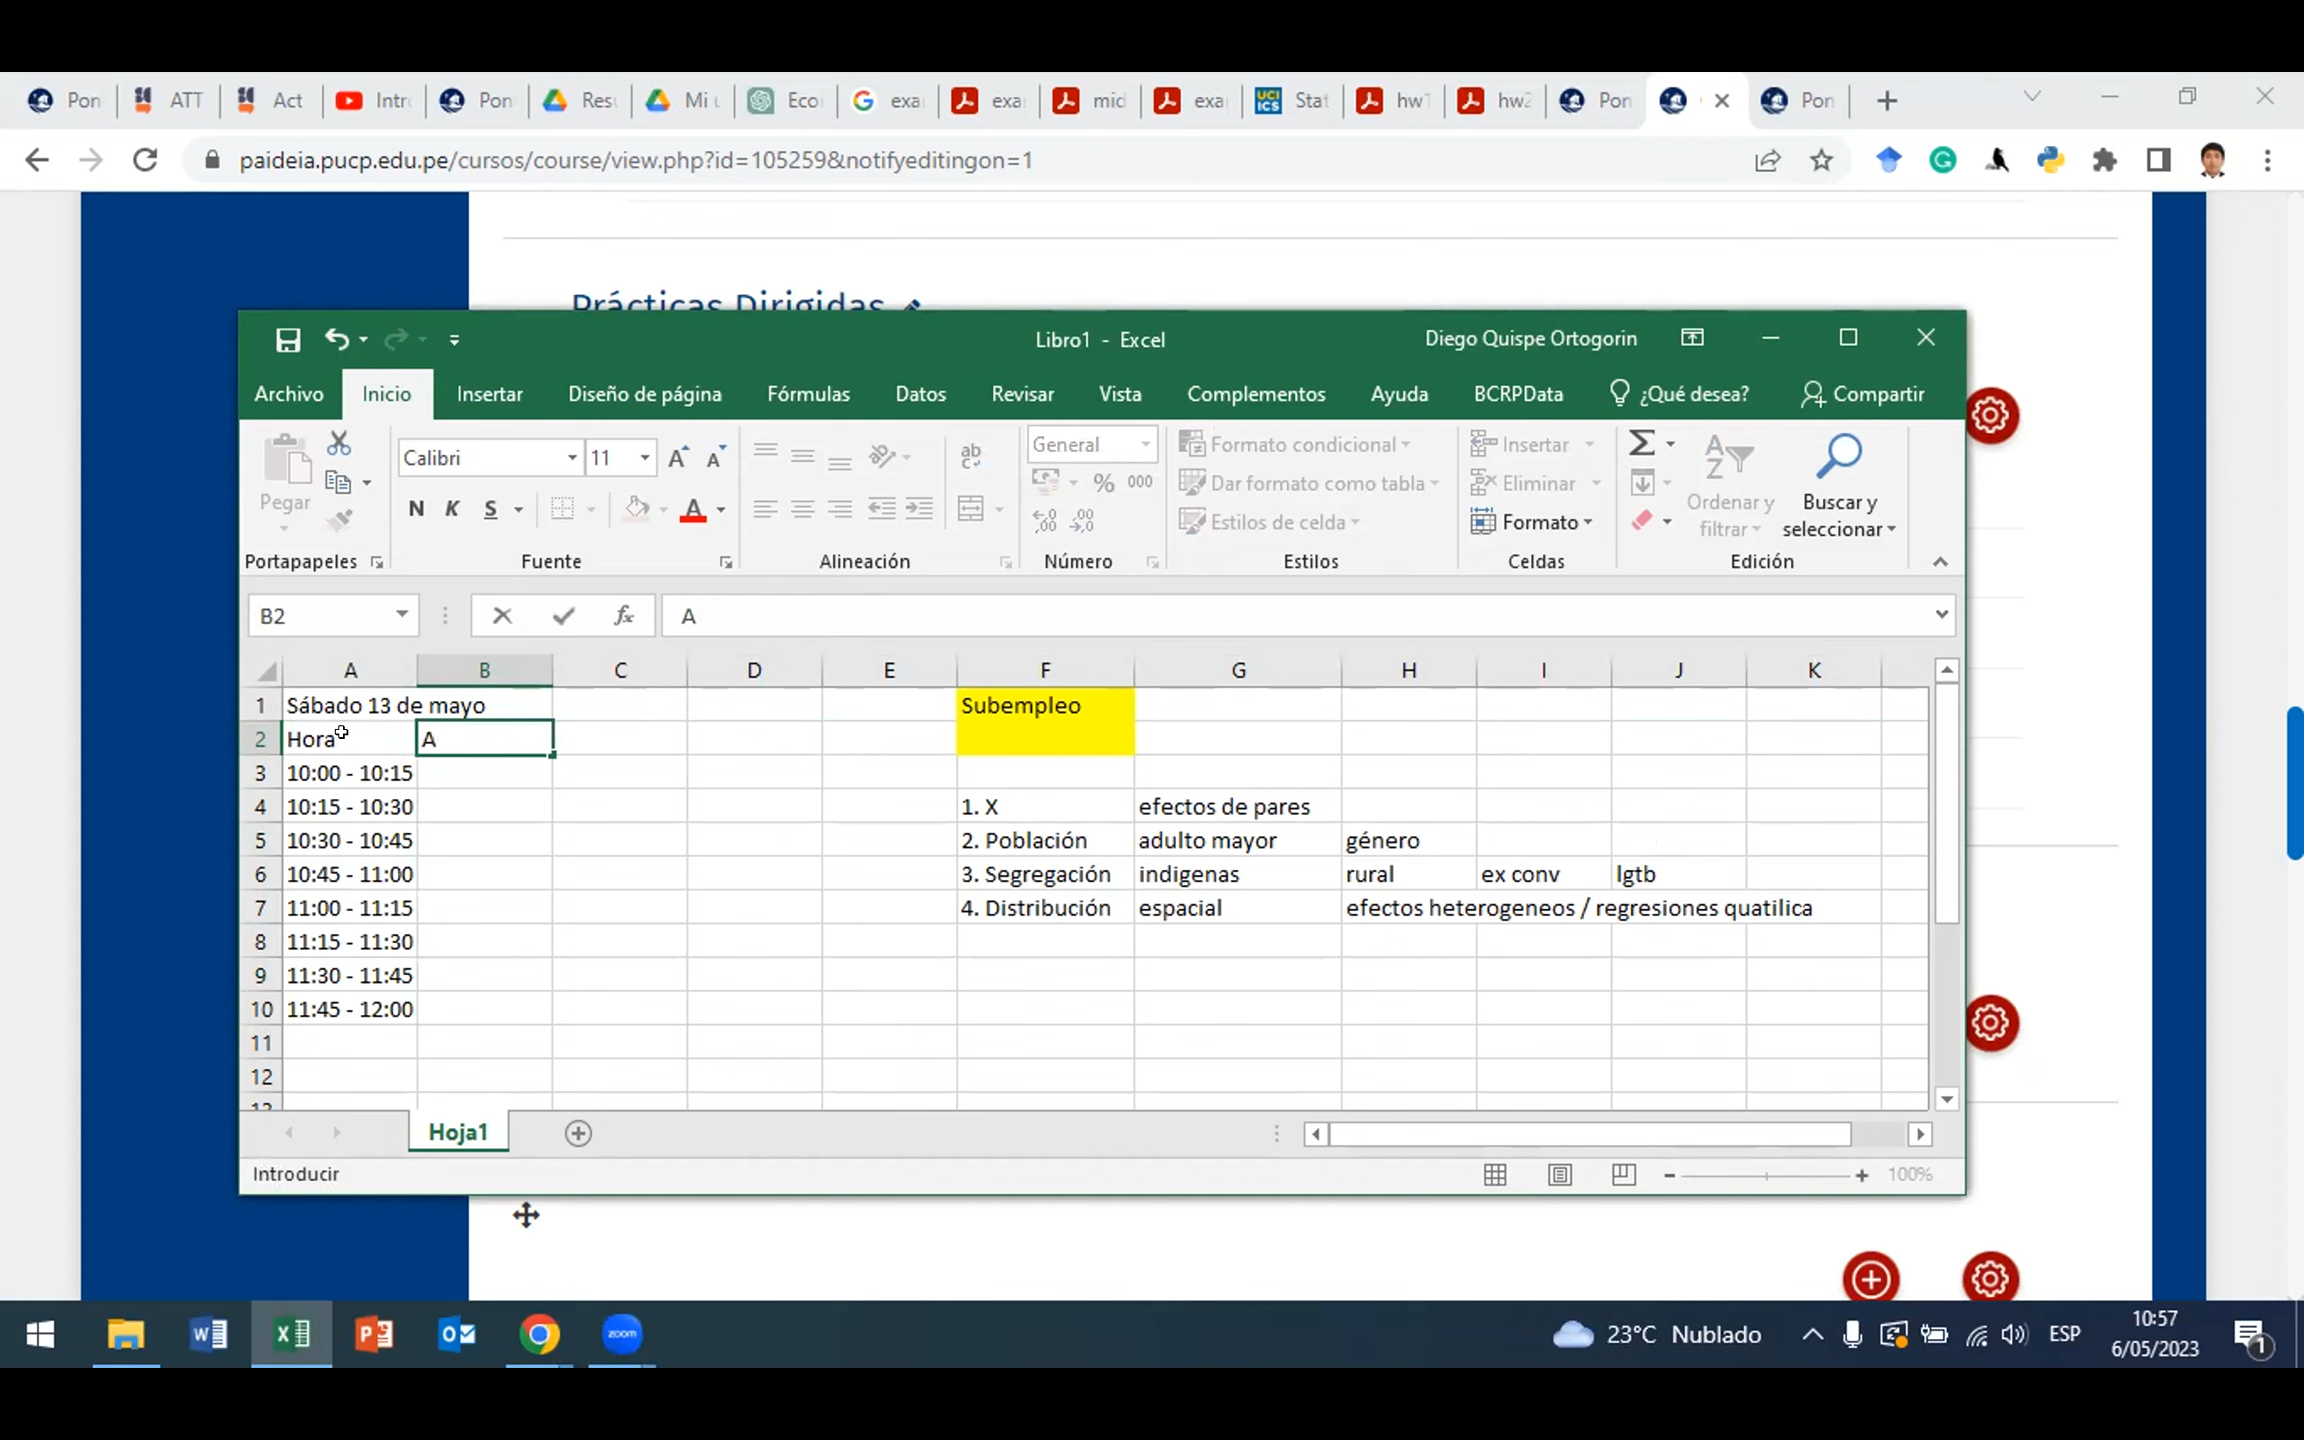 Pon ATT Act Intr Pon Res Mi u Eco exa exa mid exa Stat hw1 hw2 Pon Pon
paideia.pucp.edu.pe/cursos/course/view.php?id=105259&notifyeditingon=1
Prácticas Dirigidas
Libro1 - Excel Diego Quispe Ortogorin
Archivo Inicio Insertar Diseño de página Fórmulas Datos Revisar Vista Complementos Ayuda BCRPData ¿Qué desea? Compartir
Pegar
Portapapeles
Calibri 11
N K S
Fuente
ab
Alineación
General
% 000
Número
Formato condicional
Dar formato como tabla
Estilos de celda
Estilos
Insertar
Eliminar
Formato
Celdas
Ordenar y filtrar
Buscar y seleccionar
Edición
B2 fx A
A B C D E F G H I J K
1 Sábado 13 de mayo Subempleo
2 Hora A
3 10:00 - 10:15
4 10:15 - 10:30 1. X efectos de pares
5 10:30 - 10:45 2. Población adulto mayor género
6 10:45 - 11:00 3. Segregación indigenas rural ex conv lgtb
7 11:00 - 11:15 4. Distribución espacial efectos heterogeneos / regresiones quatilica
8 11:15 - 11:30
9 11:30 - 11:45
10 11:45 - 12:00
11
12
Hoja1
Introducir 100%
zoom 23°C Nublado ESP 10:57
6/05/2023 1